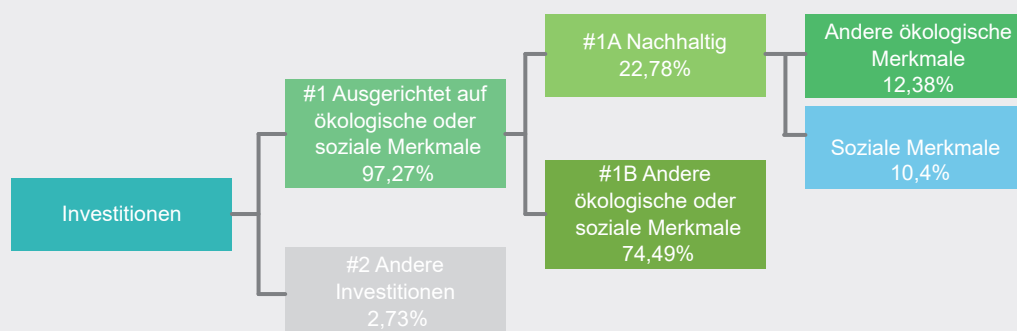 Investitionen
#1 Ausgerichtet auf
ökologische oder
soziale Merkmale
97,27%
#2 Andere
Investitionen
2,73%
#1A Nachhaltig
22,78%
#1B Andere
ökologische oder
soziale Merkmale
74,49%
Andere ökologische
Merkmale
12,38%
Soziale Merkmale
10,4%